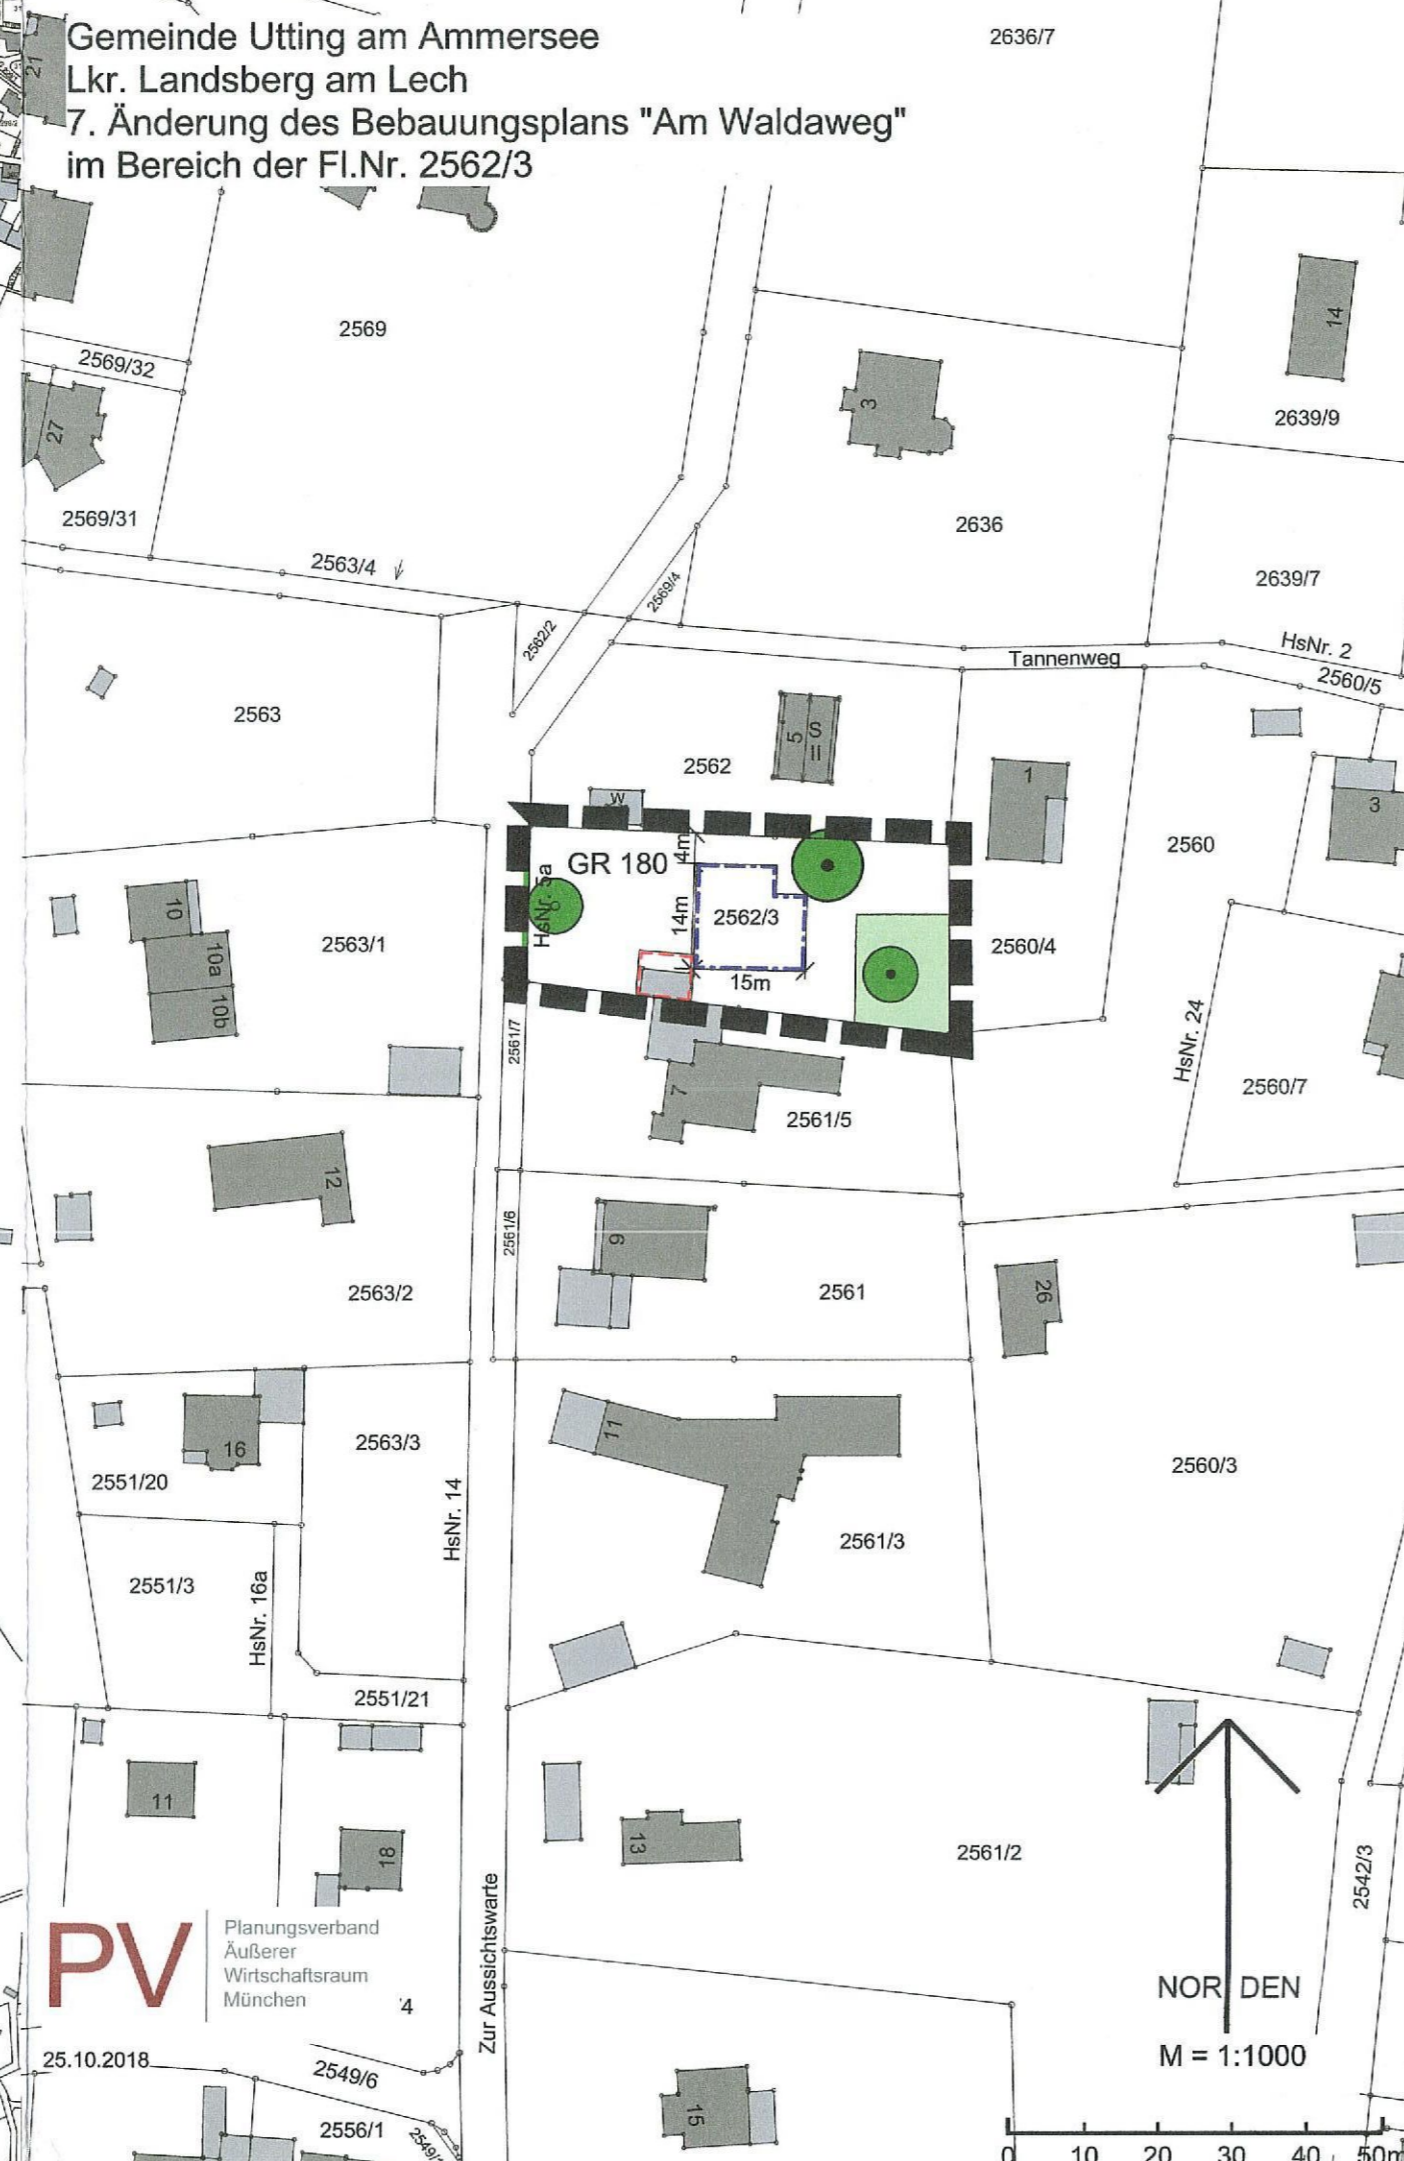 Gemeinde Utting am Ammersee
Lkr. Landsberg am Lech
7. Änderung des Bebauungsplans "Am Waldaweg"
im Bereich der Fl.Nr. 2562/3
21
2636/7
14
2569
2569/32
3
2639/9
27
2569/31
2636
2563/4
2569/4
2639/7
2562/2
HsNr. 2
Tannenweg
2560/5
2563
5
S
II
2562
1
3
W
4m
2560
GR 180
HsNr. 5a
14m
2562/3
10
10a
10b
2563/1
2560/4
15m
2561/7
HsNr. 24
7
2561/5
2560/7
12
2561/6
9
2563/2
2561
26
11
16
2563/3
2551/20
HsNr. 14
2560/3
2561/3
2551/3
HsNr. 16a
2551/21
11
13
18
2561/2
2542/3
Zur Aussichtswarte
PV
Planungsverband
Äußerer
Wirtschaftsraum
München
NORDEN
M = 1:1000
25.10.2018
2549/6
15
2556/1
0 10 20 30 40 50m